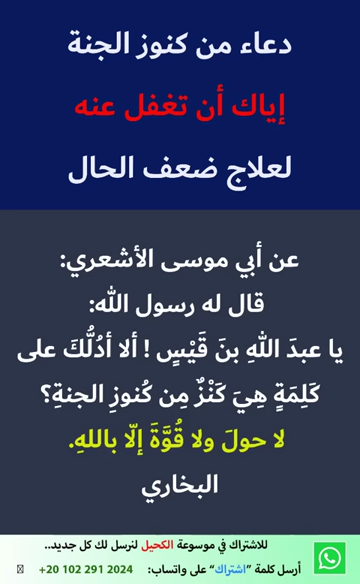 دعاء من كنوز الجنة
إياك أن تغفل عنه
لعلاج ضعف الحال
عن أبي موسى الأشعري:
قال له رسول الله:
يا عبدَ اللهِ بنَ قَيْسٍ ! ألا أدُلُّكَ على
كَلِمَةٍ هِيَ كَنْزٌ مِن كُنوزِ الجنةِ؟
لا حولَ ولا قُوَّةَ إلّا باللهِ.
البخاري
للاشتراك في موسوعة الكحيل لنرسل لك كل جديد..
أرسل كلمة "اشتراك" على واتساب: +20 102 291 2024